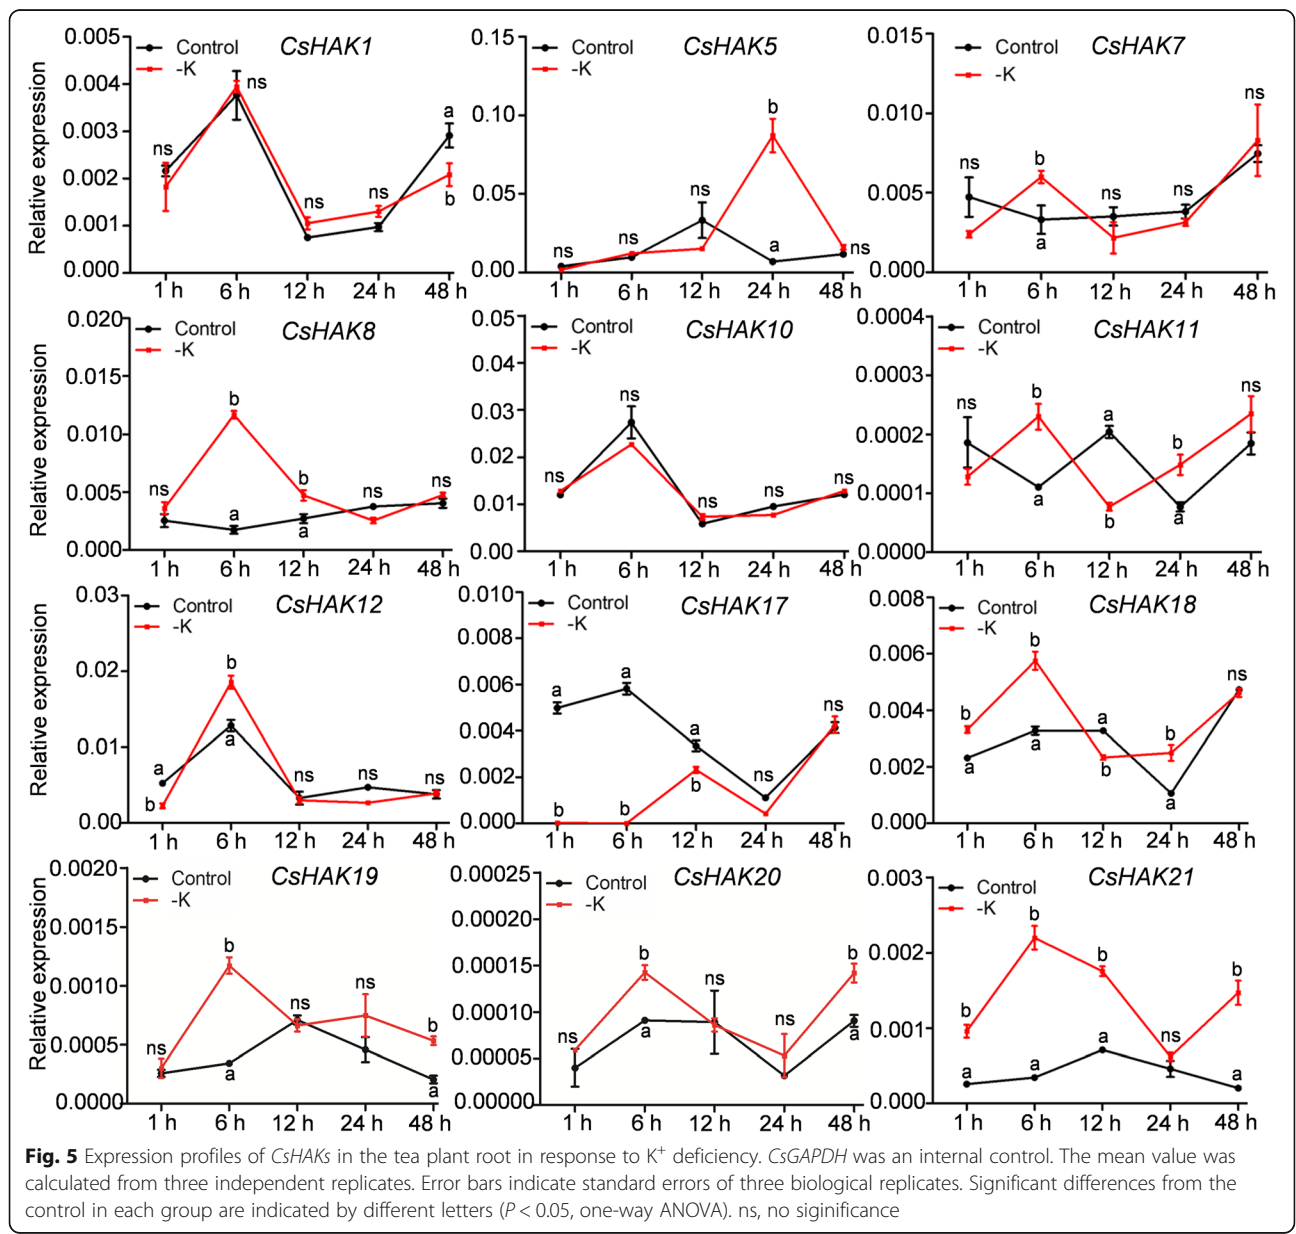 CsHAK1
Control
-K
Relative expression
0.005
0.004
0.003
0.002
0.001
0.000
ns
ns
ns
ns
a
b
1 h
6 h
12 h
24 h
48 h
CsHAK5
Control
-K
0.15
0.10
0.05
0.00
ns
ns
ns
b
a
ns
1 h
6 h
12 h
24 h
48 h
CsHAK7
Control
-K
0.015
0.010
0.005
0.000
ns
b
a
ns
ns
ns
1 h
6 h
12 h
24 h
48 h
CsHAK8
Control
-K
Relative expression
0.020
0.015
0.010
0.005
0.000
ns
b
a
b
a
ns
ns
1 h
6 h
12 h
24 h
48 h
CsHAK10
Control
-K
0.05
0.04
0.03
0.02
0.01
0.00
ns
ns
ns
ns
ns
1 h
6 h
12 h
24 h
48 h
CsHAK11
Control
-K
0.0004
0.0003
0.0002
0.0001
0.0000
ns
b
a
a
b
b
a
ns
1 h
6 h
12 h
24 h
48 h
CsHAK12
Control
-K
Relative expression
0.03
0.02
0.01
0.00
a
b
b
a
ns
ns
ns
1 h
6 h
12 h
24 h
48 h
CsHAK17
Control
-K
0.010
0.008
0.006
0.004
0.002
0.000
a
b
a
b
a
b
ns
ns
1 h
6 h
12 h
24 h
48 h
CsHAK18
Control
-K
0.008
0.006
0.004
0.002
0.000
b
a
b
a
a
b
b
a
ns
1 h
6 h
12 h
24 h
48 h
CsHAK19
Control
-K
Relative expression
0.0020
0.0015
0.0010
0.0005
0.0000
ns
b
a
ns
ns
b
a
1 h
6 h
12 h
24 h
48 h
CsHAK20
Control
-K
0.00025
0.00020
0.00015
0.00010
0.00005
0.00000
ns
b
a
ns
ns
b
a
1 h
6 h
12 h
24 h
48 h
CsHAK21
Control
-K
0.003
0.002
0.001
0.000
b
a
b
a
b
a
ns
b
a
1 h
6 h
12 h
24 h
48 h
Fig. 5 Expression profiles of CsHAKs in the tea plant root in response to K+ deficiency. CsGAPDH was an internal control. The mean value was
calculated from three independent replicates. Error bars indicate standard errors of three biological replicates. Significant differences from the
control in each group are indicated by different letters (P < 0.05, one-way ANOVA). ns, no siginificance